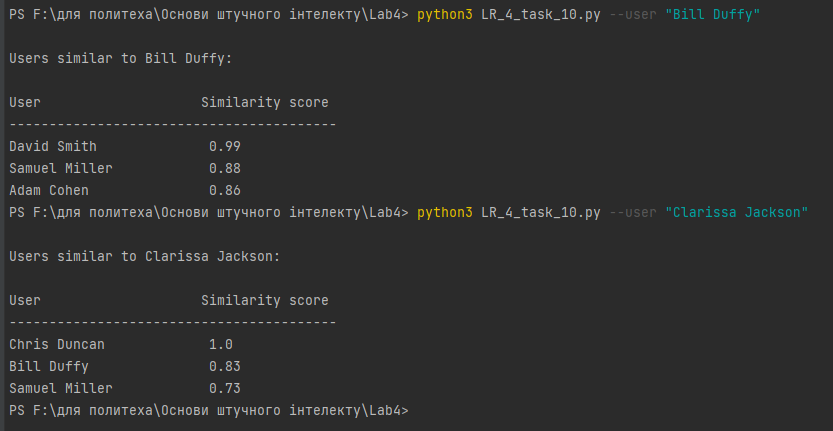 PS F:\для политеха\Основи штучного інтелекту\Lab4> python3 LR_4_task_10.py --user "Bill Duffy"
Users similar to Bill Duffy:
User Similarity score
-----------------------------------------
David Smith 0.99
Samuel Miller 0.88
Adam Cohen 0.86
PS F:\для политеха\Основи штучного інтелекту\Lab4> python3 LR_4_task_10.py --user "Clarissa Jackson"
Users similar to Clarissa Jackson:
User Similarity score
-----------------------------------------
Chris Duncan 1.0
Bill Duffy 0.83
Samuel Miller 0.73
PS F:\для политеха\Основи штучного інтелекту\Lab4>